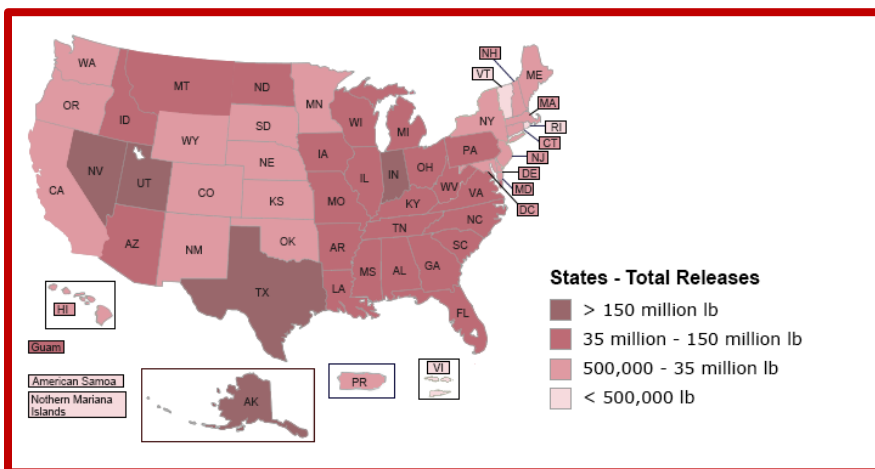 WA
OR
CA
ID
NV
MT
WY
UT
AZ
CO
NM
ND
SD
NE
KS
OK
TX
MN
IA
MO
AR
LA
WI
IL
MI
IN
OH
KY
TN
MS
AL
GA
FL
SC
NC
VA
WV
PA
NY
ME
NH
VT
MA
RI
CT
NJ
DE
MD
DC
HI
Guam
American Samoa
Nothern Mariana
Islands
AK
PR
VI
States - Total Releases
> 150 million lb
35 million - 150 million lb
500,000 - 35 million lb
< 500,000 lb